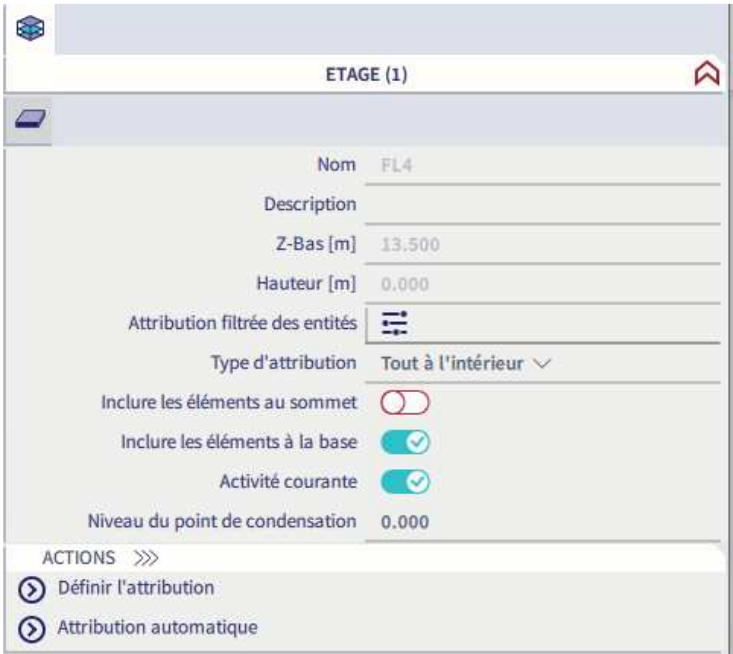 ETAGE (1)
Nom FL4
Description
Z-Bas [m] 13.500
Hauteur [m] 0.000
Attribution filtrée des entités
Type d'attribution Tout à l'intérieur
Inclure les éléments au sommet
Inclure les éléments à la base
Activité courante
Niveau du point de condensation 0.000
ACTIONS >>>
Définir l'attribution
Attribution automatique